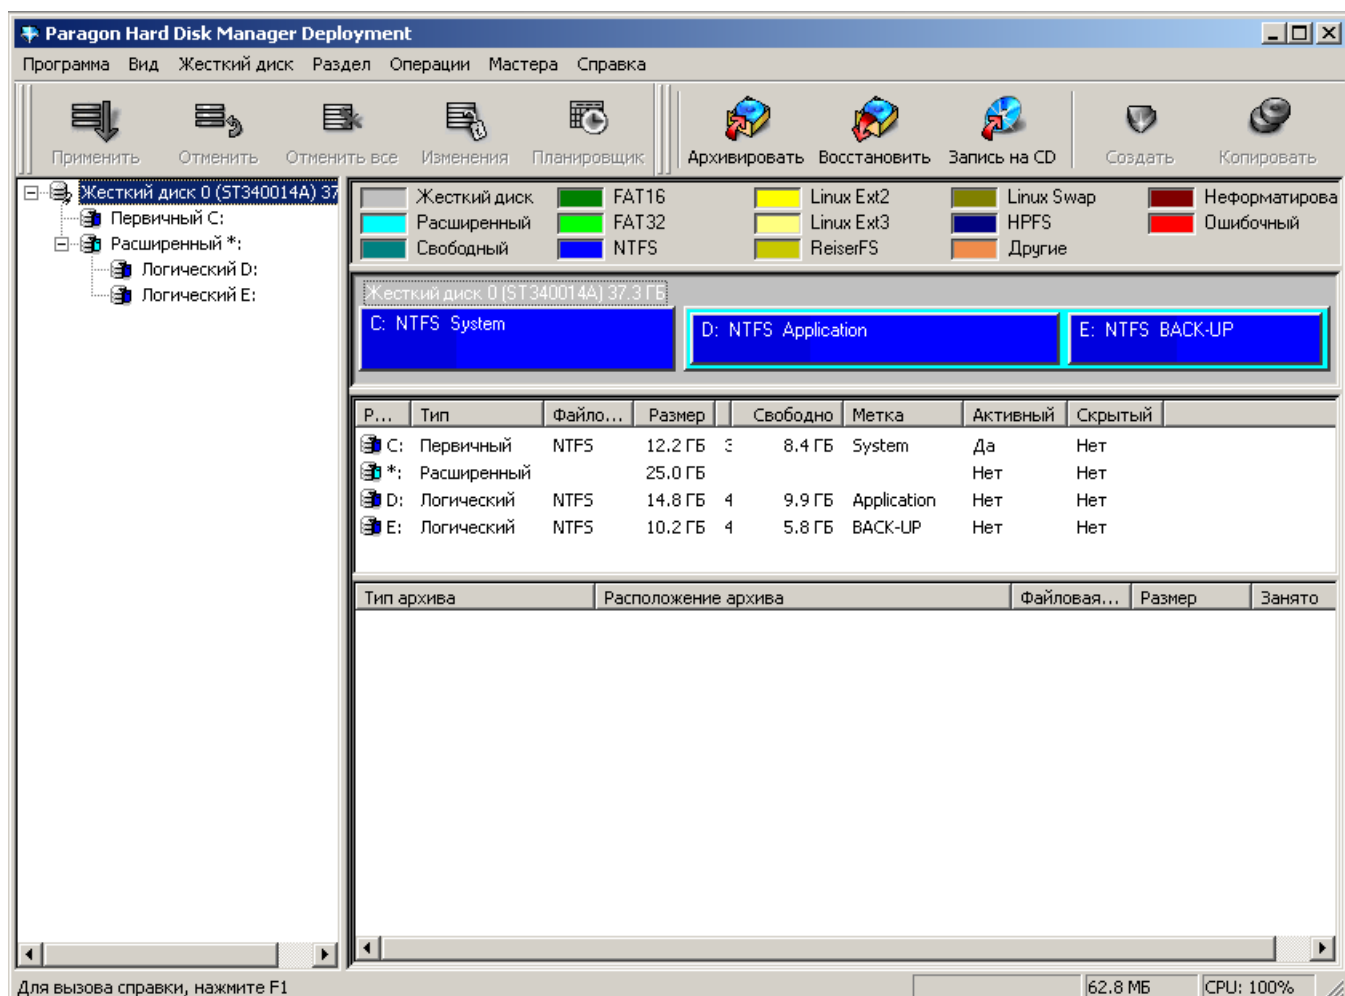 Paragon Hard Disk Manager Deployment
Программа Вид Жесткий диск Раздел Операции Мастера Справка
Применить Отменить Отменить все Изменения Планировщик Архивировать Восстановить Запись на CD Создать Копировать
Жесткий диск 0 (ST340014A) 37
Первичный C:
Расширенный *:
Логический D:
Логический E:
Жесткий диск FAT16 Linux Ext2 Linux Swap Неформатирова
Расширенный FAT32 Linux Ext3 HPFS Ошибочный
Свободный NTFS ReiserFS Другие
Жесткий диск 0 (ST340014A) 37.3 ГБ
C: NTFS System
D: NTFS Application
E: NTFS BACK-UP
Р... Тип Файло... Размер Свободно Метка Активный Скрытый
C: Первичный NTFS 12.2 ГБ 3 8.4 ГБ System Да Нет
*: Расширенный 25.0 ГБ Нет Нет
D: Логический NTFS 14.8 ГБ 4 9.9 ГБ Application Нет Нет
E: Логический NTFS 10.2 ГБ 4 5.8 ГБ BACK-UP Нет Нет
Тип архива Расположение архива Файловая... Размер Занято
Для вызова справки, нажмите F1
62.8 МБ CPU: 100%